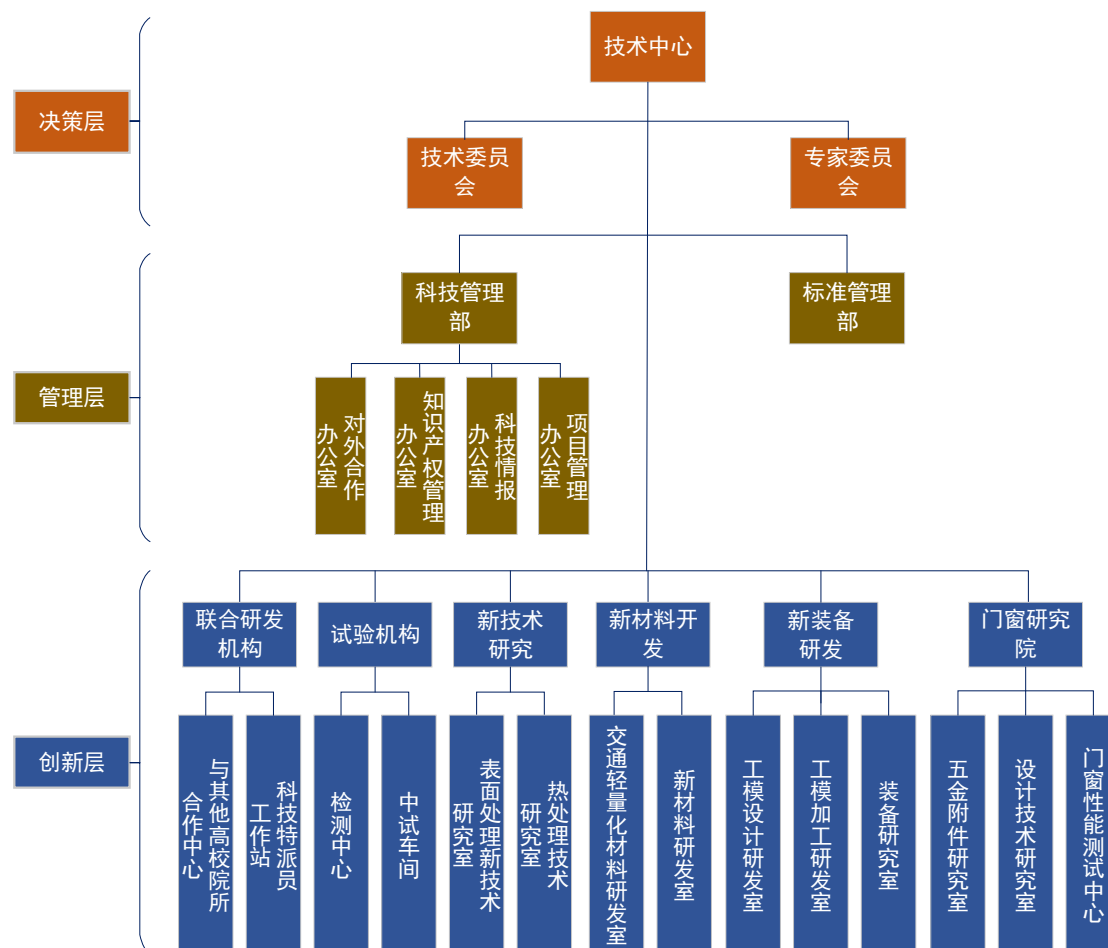 技术中心
决策层
技术委员
会
专家委员
会
科技管理
部
标准管理
部
管理层
对外合作
办公室
知识产权管理
办公室
科技情报
办公室
项目管理
办公室
联合研发
机构
试验机构
新技术
研究
新材料开
发
新装备
研发
门窗研究
院
创新层
与其他高校院所
合作中心
科技特派员
工作站
检测中心
中试车间
表面处理新技术
研究室
热处理技术
研究室
交通轻量化材料研发室
新材料研发室
工模设计研发室
工模加工研发室
装备研究室
五金附件研究室
设计技术研究室
门窗性能测试中心